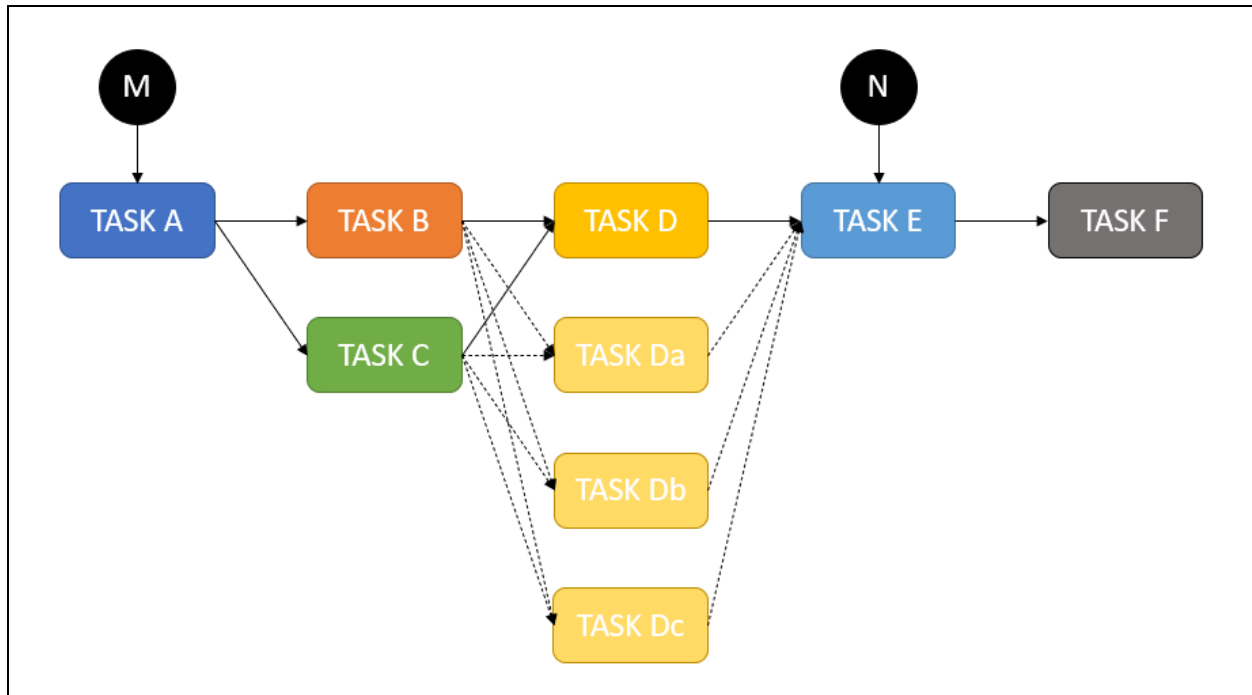 M
N
TASK A
TASK B
TASK D
TASK E
TASK F
TASK C
TASK Da
TASK Db
TASK Dc